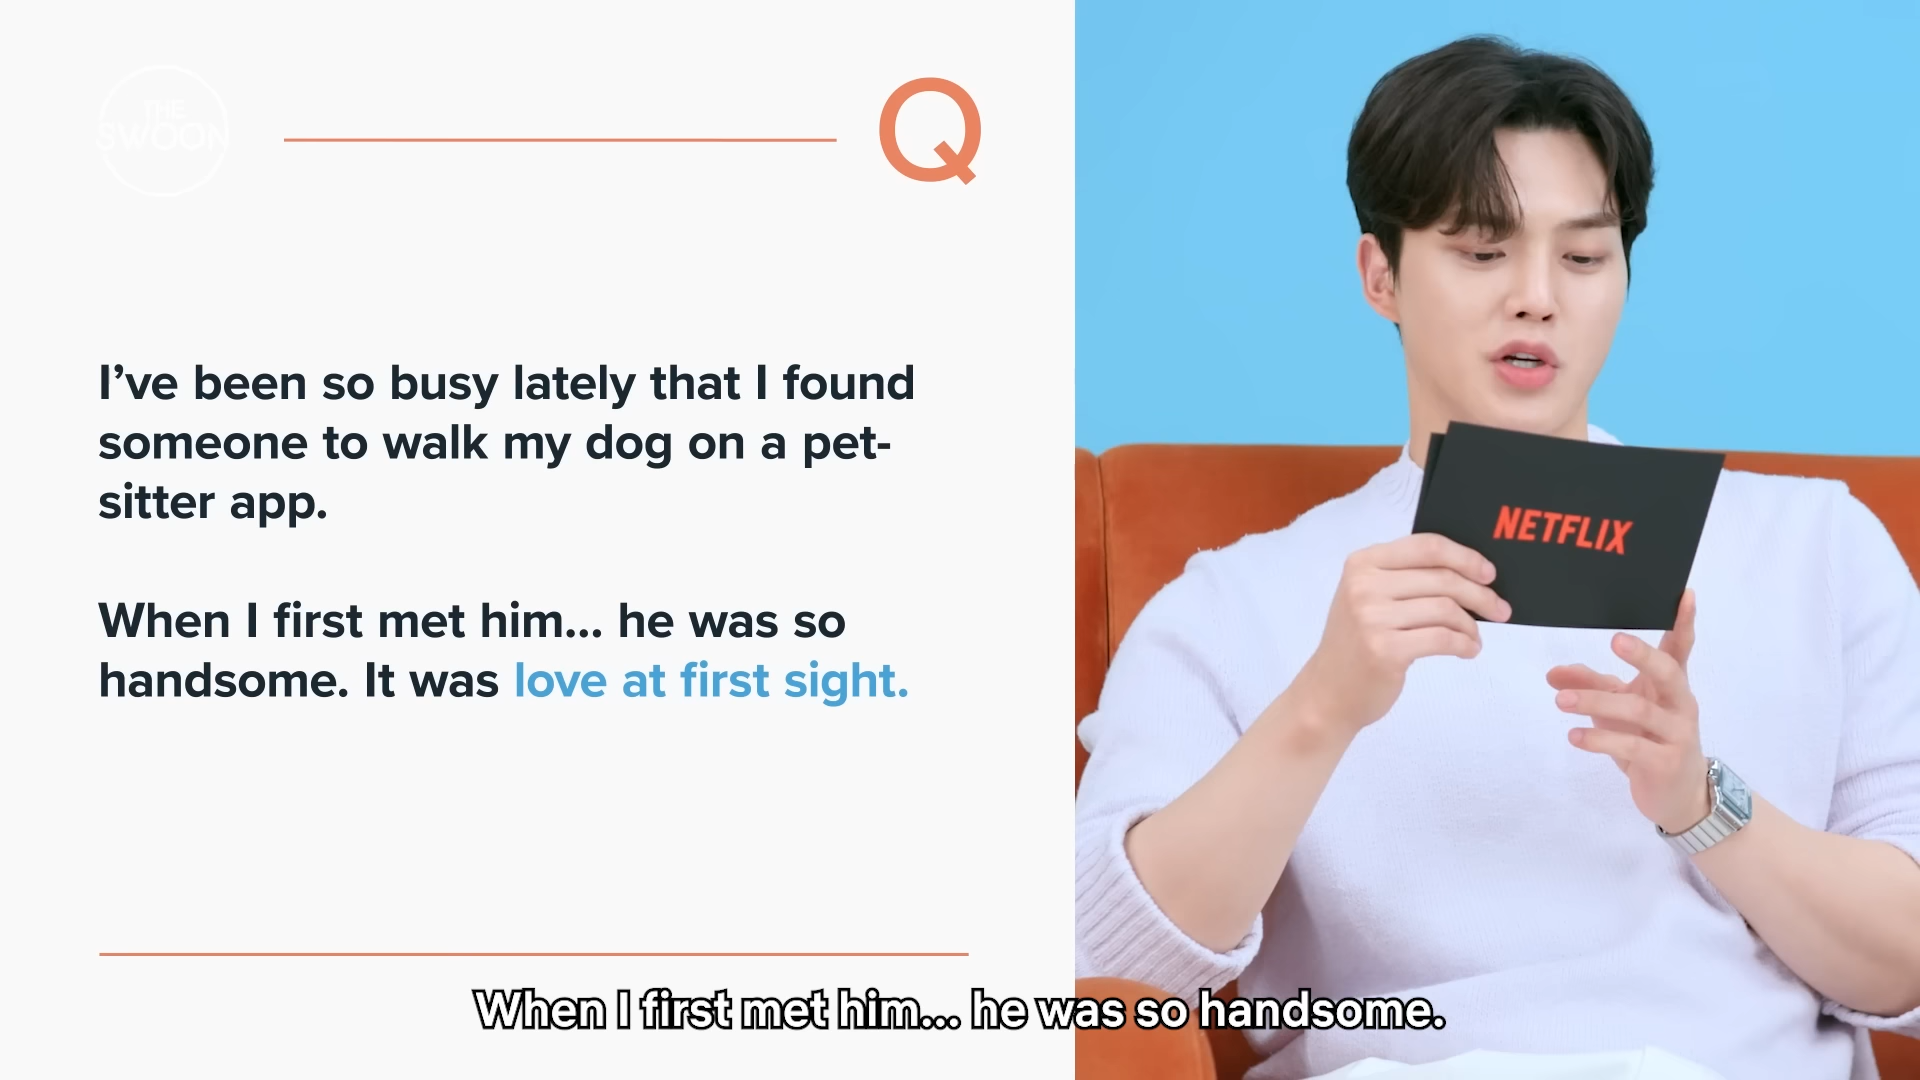 THE
SWOON
Q
I’ve been so busy lately that I found
someone to walk my dog on a pet-
sitter app.
When I first met him... he was so
handsome. It was love at first sight.
NETFLIX
When I first met him... he was so handsome.